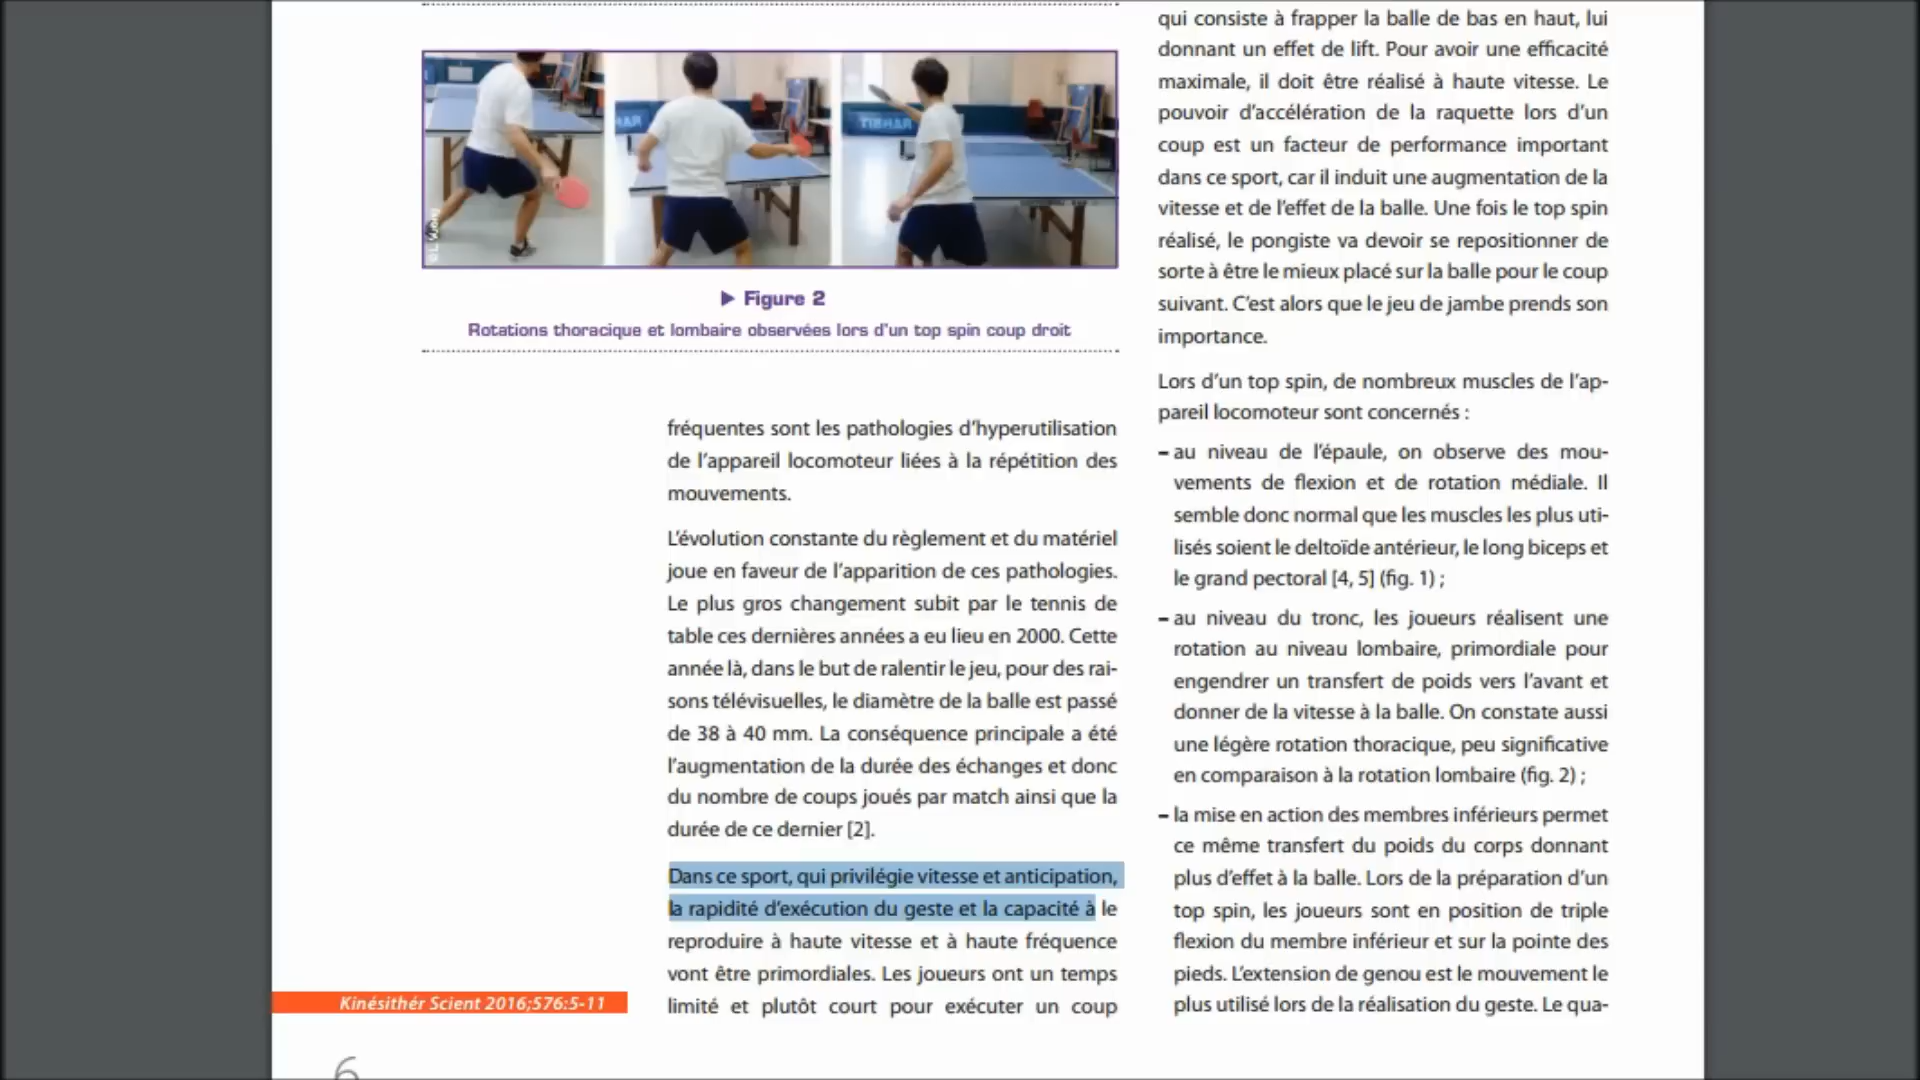 © L. Vuong
TIBHAR
▶ Figure 2
Rotations thoracique et lombaire observées lors d'un top spin coup droit
fréquentes sont les pathologies d'hyperutilisation
de l'appareil locomoteur liées à la répétition des
mouvements.
L'évolution constante du règlement et du matériel
joue en faveur de l'apparition de ces pathologies.
Le plus gros changement subit par le tennis de
table ces dernières années a eu lieu en 2000. Cette
année là, dans le but de ralentir le jeu, pour des rai-
sons télévisuelles, le diamètre de la balle est passé
de 38 à 40 mm. La conséquence principale a été
l'augmentation de la durée des échanges et donc
du nombre de coups joués par match ainsi que la
durée de ce dernier [2].
Dans ce sport, qui privilégie vitesse et anticipation,
la rapidité d'exécution du geste et la capacité à le
reproduire à haute vitesse et à haute fréquence
vont être primordiales. Les joueurs ont un temps
limité et plutôt court pour exécuter un coup
qui consiste à frapper la balle de bas en haut, lui
donnant un effet de lift. Pour avoir une efficacité
maximale, il doit être réalisé à haute vitesse. Le
pouvoir d'accélération de la raquette lors d'un
coup est un facteur de performance important
dans ce sport, car il induit une augmentation de la
vitesse et de l'effet de la balle. Une fois le top spin
réalisé, le pongiste va devoir se repositionner de
sorte à être le mieux placé sur la balle pour le coup
suivant. C'est alors que le jeu de jambe prends son
importance.
Lors d'un top spin, de nombreux muscles de l'ap-
pareil locomoteur sont concernés :
– au niveau de l'épaule, on observe des mou-
vements de flexion et de rotation médiale. Il
semble donc normal que les muscles les plus uti-
lisés soient le deltoïde antérieur, le long biceps et
le grand pectoral [4, 5] (fig. 1) ;
– au niveau du tronc, les joueurs réalisent une
rotation au niveau lombaire, primordiale pour
engendrer un transfert de poids vers l'avant et
donner de la vitesse à la balle. On constate aussi
une légère rotation thoracique, peu significative
en comparaison à la rotation lombaire (fig. 2) ;
– la mise en action des membres inférieurs permet
ce même transfert du poids du corps donnant
plus d'effet à la balle. Lors de la préparation d'un
top spin, les joueurs sont en position de triple
flexion du membre inférieur et sur la pointe des
pieds. L'extension de genou est le mouvement le
plus utilisé lors de la réalisation du geste. Le qua-
Kinésithér Scient 2016;576:5-11
6